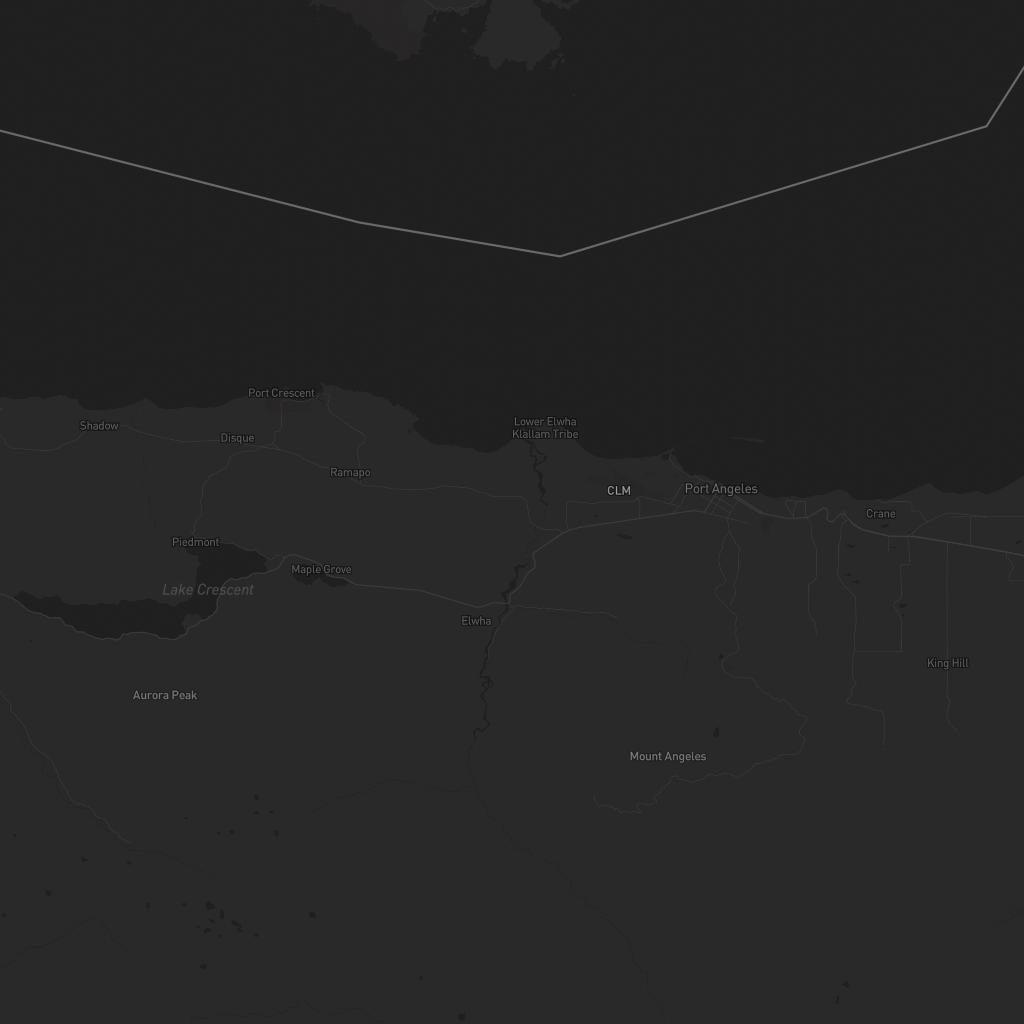 Port Crescent
Shadow
Disque
Lower Elwha
Klallam Tribe
Ramapo
CLM
Port Angeles
Crane
Piedmont
Maple Grove
Lake Crescent
Elwha
King Hill
Aurora Peak
Mount Angeles